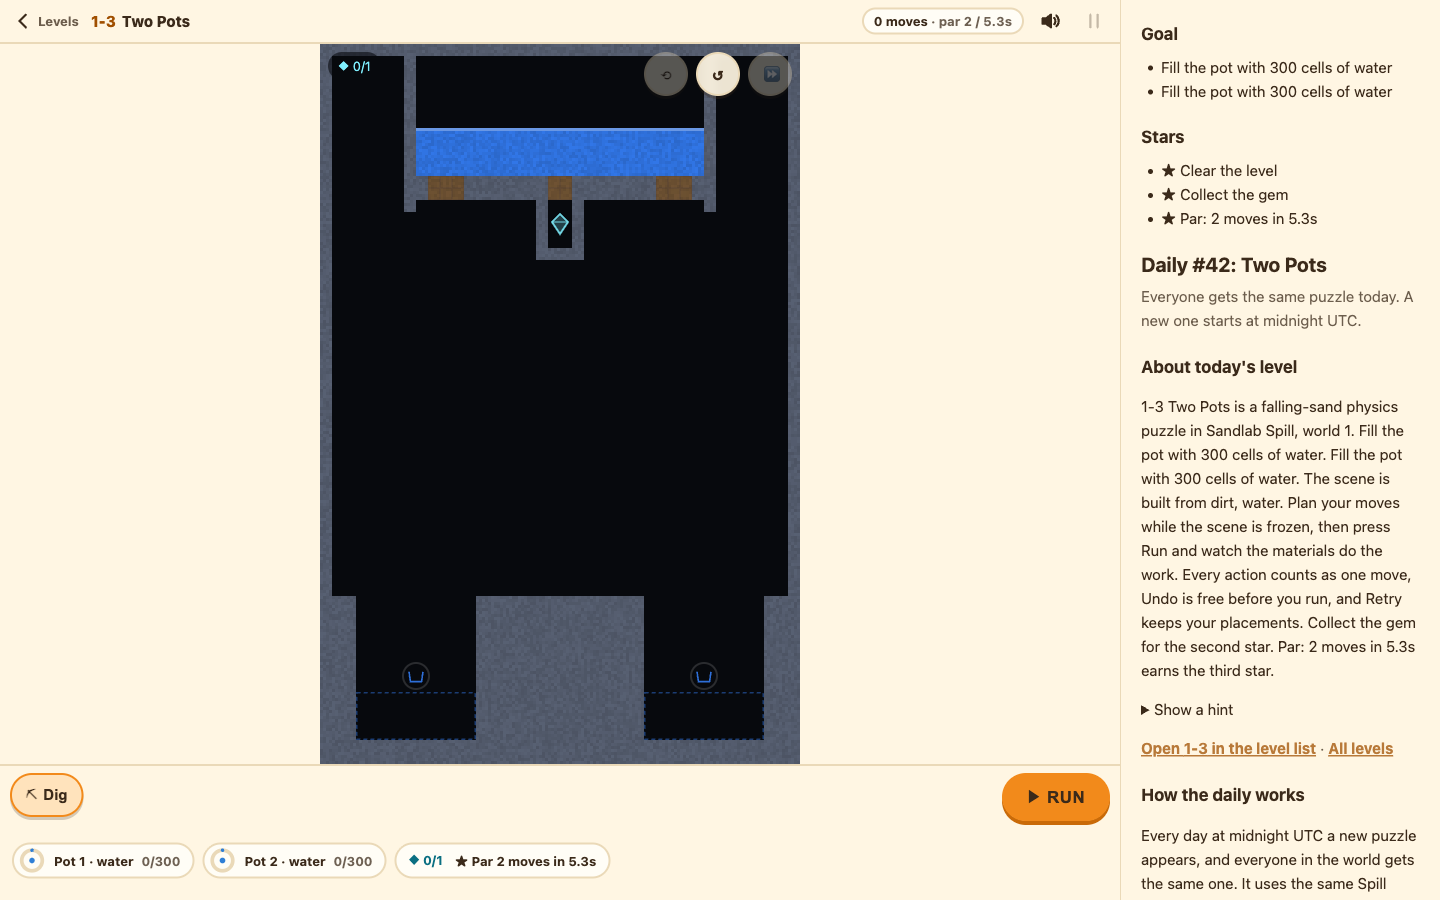 Levels 1-3 Two Pots
0 moves · par 2 / 5.3s
0/1
Dig
RUN
Pot 1 · water 0/300
Pot 2 · water 0/300
0/1 ★ Par 2 moves in 5.3s
Goal
• Fill the pot with 300 cells of water
• Fill the pot with 300 cells of water
Stars
• ★ Clear the level
• ★ Collect the gem
• ★ Par: 2 moves in 5.3s
Daily #42: Two Pots
Everyone gets the same puzzle today. A
new one starts at midnight UTC.
About today's level
1-3 Two Pots is a falling-sand physics
puzzle in Sandlab Spill, world 1. Fill the
pot with 300 cells of water. Fill the pot
with 300 cells of water. The scene is
built from dirt, water. Plan your moves
while the scene is frozen, then press
Run and watch the materials do the
work. Every action counts as one move,
Undo is free before you run, and Retry
keeps your placements. Collect the gem
for the second star. Par: 2 moves in 5.3s
earns the third star.
Show a hint
Open 1-3 in the level list · All levels
How the daily works
Every day at midnight UTC a new puzzle
appears, and everyone in the world gets
the same one. It uses the same Spill